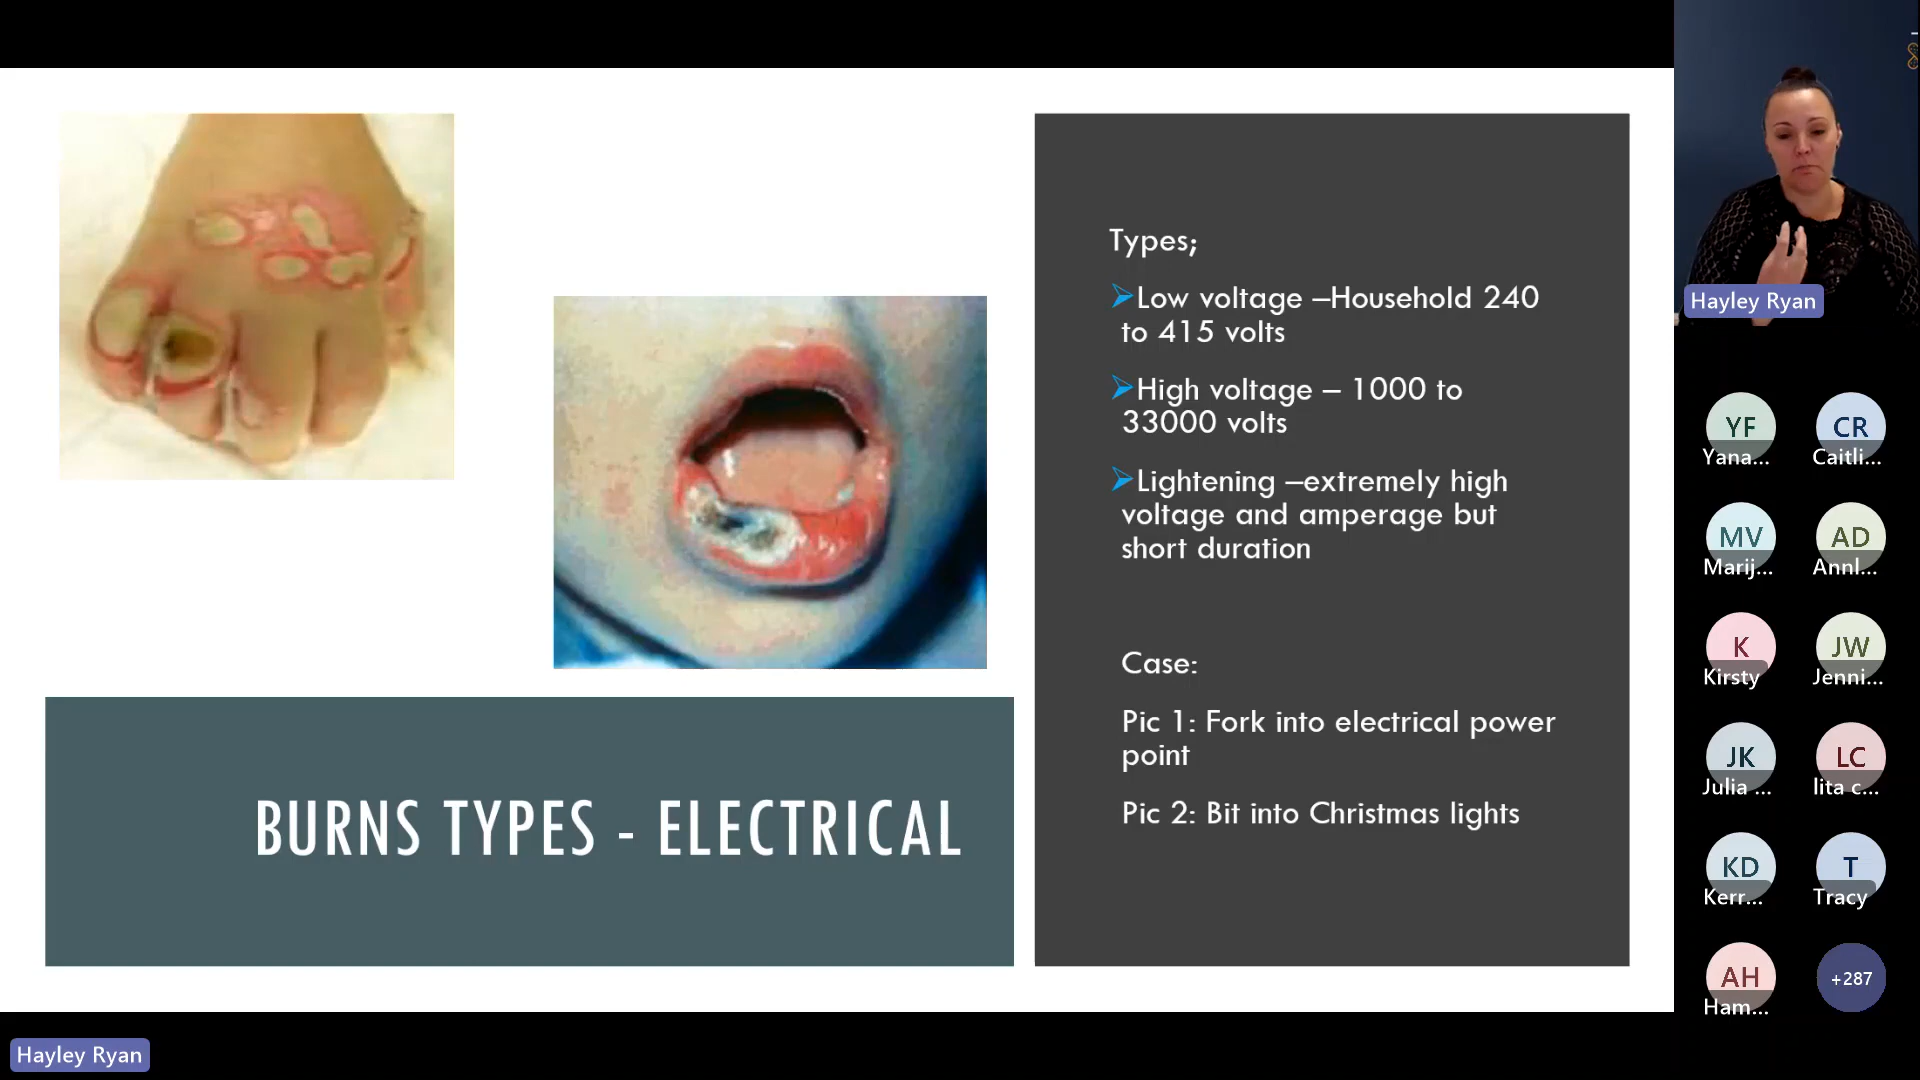 Types;
➢Low voltage –Household 240
to 415 volts
➢High voltage – 1000 to
33000 volts
➢Lightening –extremely high
voltage and amperage but
short duration
Case:
Pic 1: Fork into electrical power
point
Pic 2: Bit into Christmas lights
BURNS TYPES - ELECTRICAL
Hayley Ryan
YF
Yana...
CR
Caitli...
MV
Marij...
AD
Annl...
K
Kirsty
JW
Jenni...
JK
Julia ...
LC
lita c...
KD
Kerr...
T
Tracy
AH
Ham...
+287
Hayley Ryan